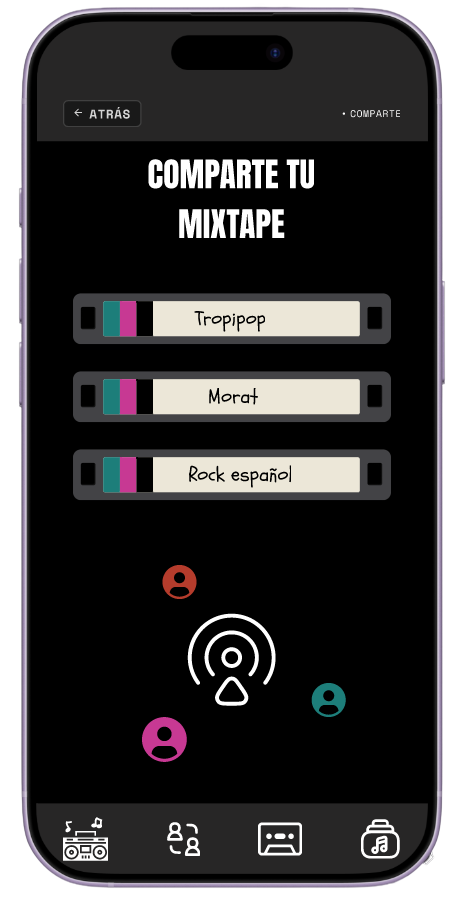 ← ATRÁS
• COMPARTE
COMPARTE TU
MIXTAPE
Tropipop
Morat
Rock español